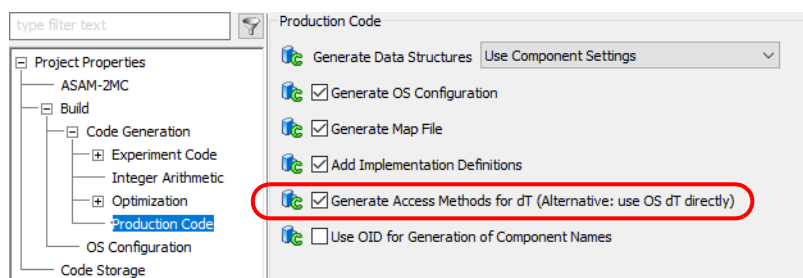 type filter text
Project Properties
ASAM-2MC
Build
Code Generation
Experiment Code
Integer Arithmetic
Optimization
Production Code
OS Configuration
Code Storage
Production Code
Generate Data Structures Use Component Settings
Generate OS Configuration
Generate Map File
Add Implementation Definitions
Generate Access Methods for dT (Alternative: use OS dT directly)
Use OID for Generation of Component Names